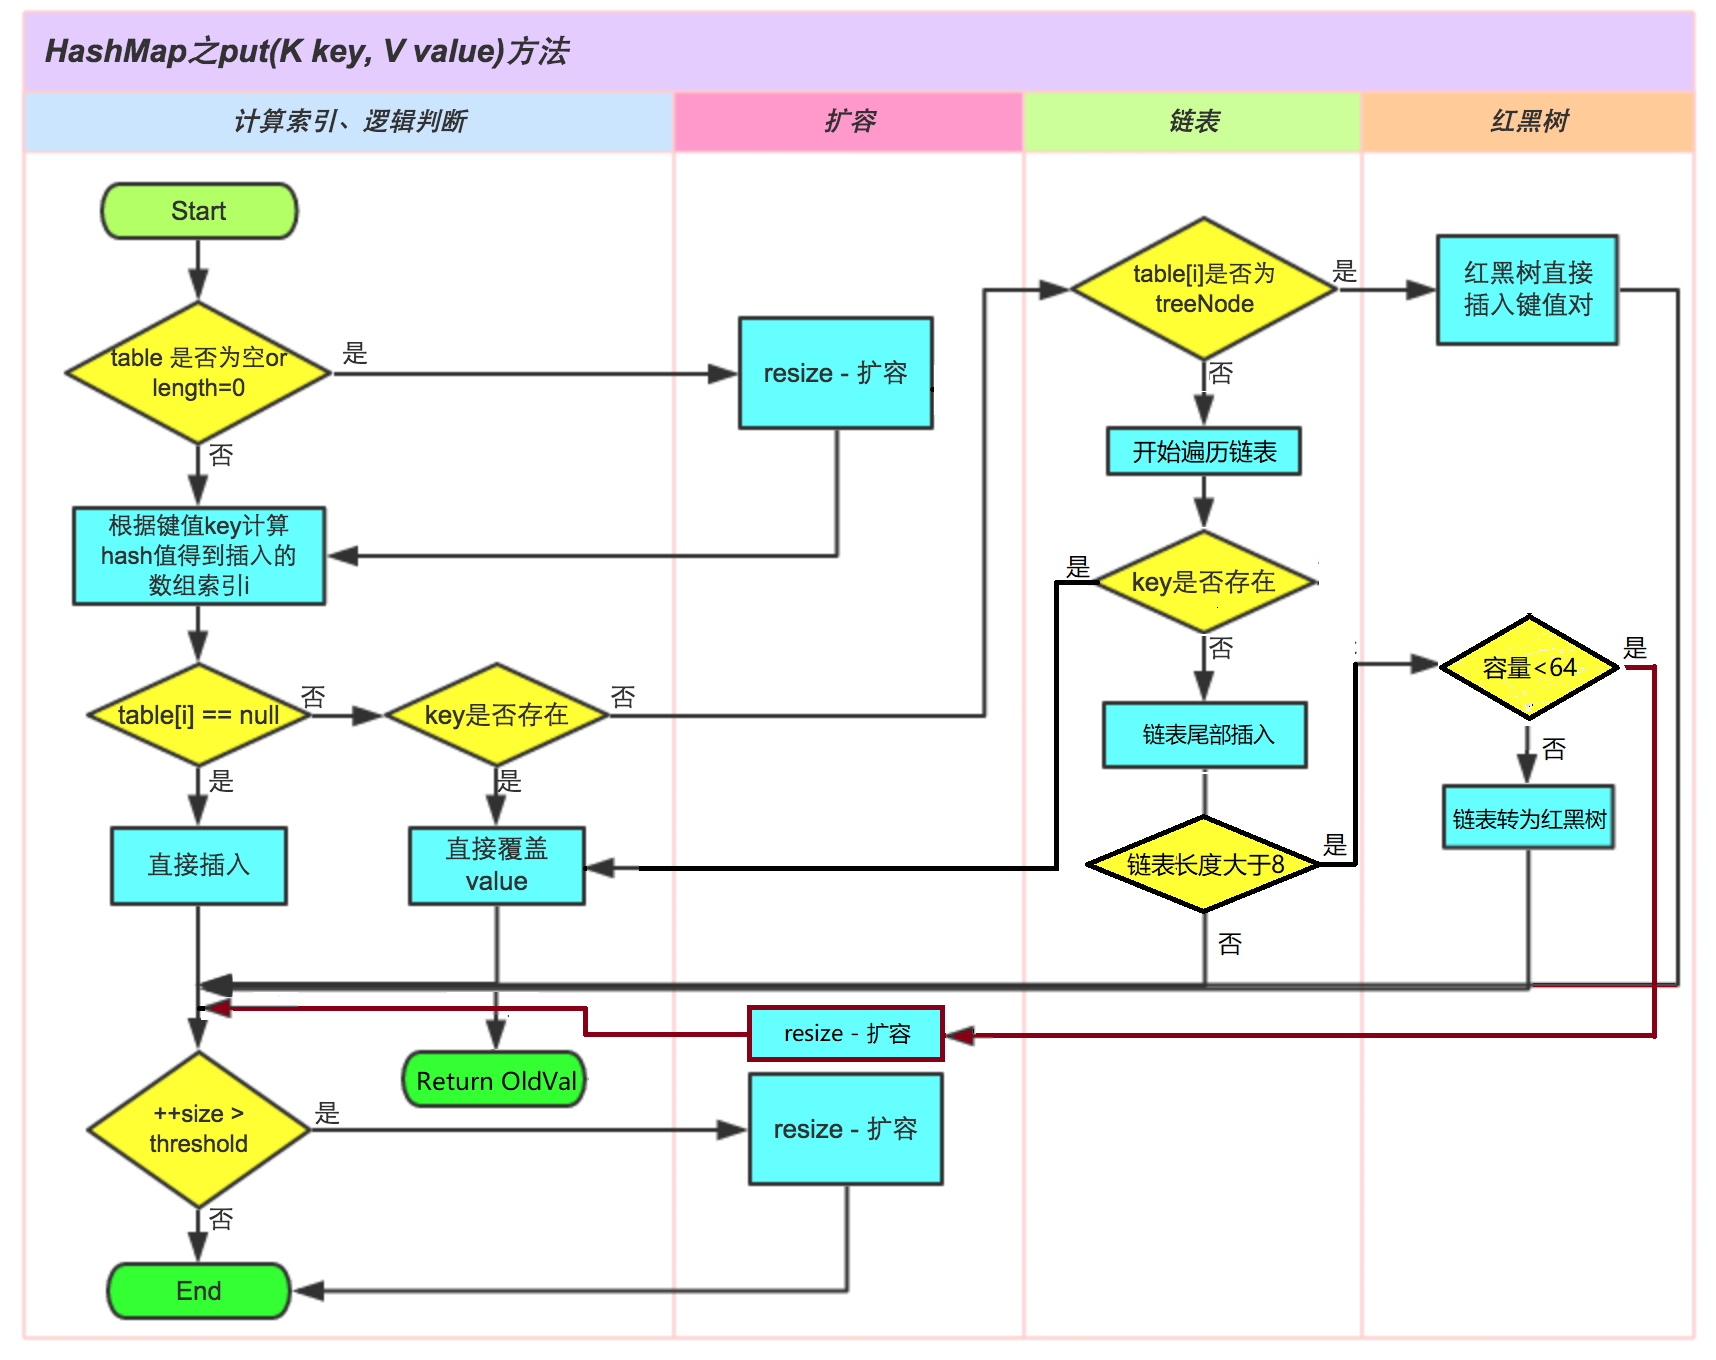 HashMap之put(K key, V value)方法
计算索引、逻辑判断
扩容
链表
红黑树
Start
table 是否为空or
length=0
是
否
resize - 扩容
根据键值key计算
hash值得到插入的
数组索引i
table[i] == null
否
是
key是否存在
否
是
直接插入
直接覆盖
value
table[i]是否为
treeNode
是
否
红黑树直接
插入键值对
开始遍历链表
key是否存在
是
否
链表尾部插入
链表长度大于8
是
否
容量<64
是
否
链表转为红黑树
resize - 扩容
Return OldVal
++size >
threshold
是
否
resize - 扩容
End